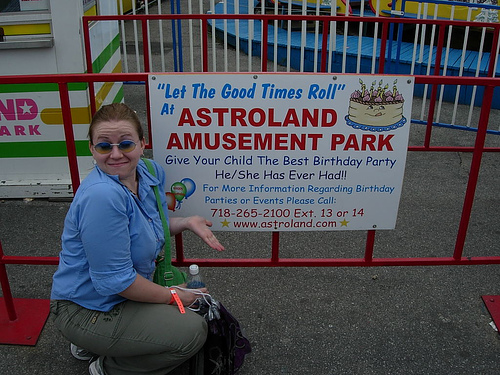 "Let The Good Times Roll"
At
ASTROLAND
AMUSEMENT PARK
Give Your Child The Best Birthday Party
He/She Has Ever Had!!
For More Information Regarding Birthday
Parties or Events Please Call:
718-265-2100 Ext. 13 or 14
www.astroland.com
ND
ARK